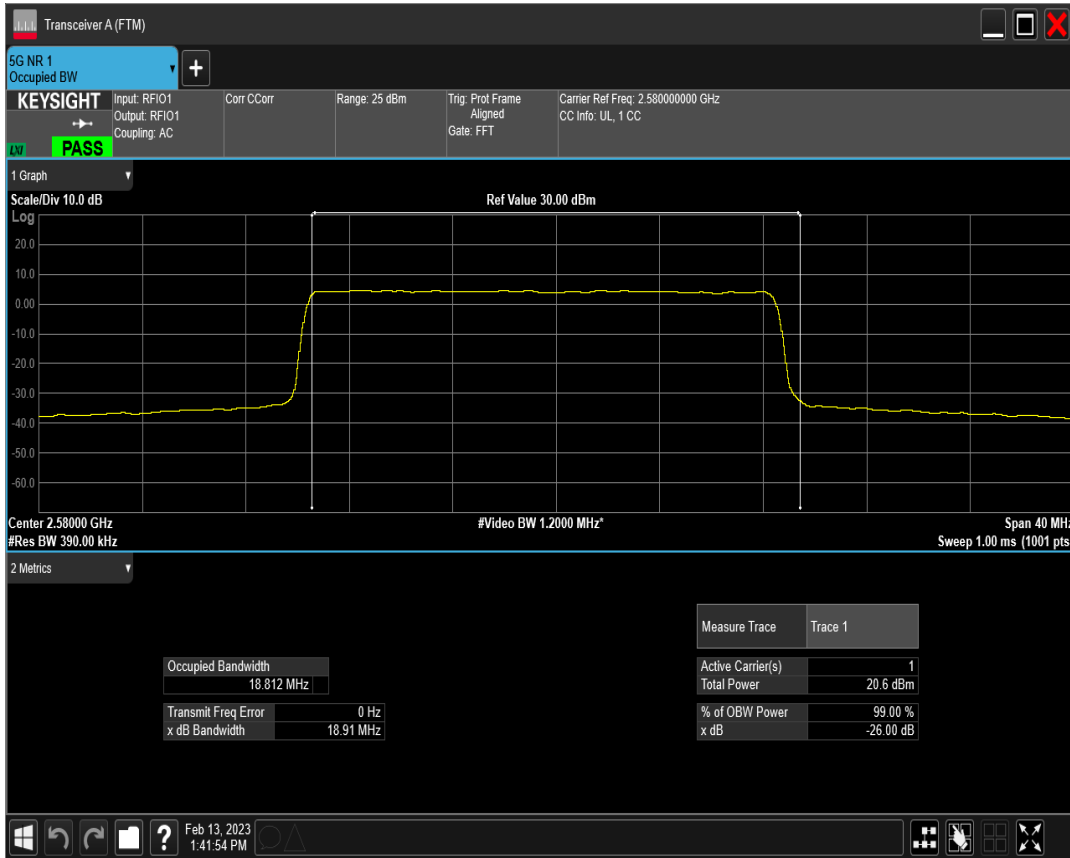 Transceiver A (FTM)
5G NR 1
Occupied BW
+
KEYSIGHT
LXI
PASS
Input: RFIO1
Output: RFIO1
Coupling: AC
Corr CCorr
Range: 25 dBm
Trig: Prot Frame
Aligned
Gate: FFT
Carrier Ref Freq: 2.580000000 GHz
CC Info: UL, 1 CC
1 Graph
Scale/Div 10.0 dB
Ref Value 30.00 dBm
Log
20.0
10.0
0.00
-10.0
-20.0
-30.0
-40.0
-50.0
-60.0
Center 2.58000 GHz
#Video BW 1.2000 MHz*
Span 40 MHz
#Res BW 390.00 kHz
Sweep 1.00 ms (1001 pts
2 Metrics
Measure Trace Trace 1
Occupied Bandwidth
18.812 MHz
Active Carrier(s) 1
Total Power 20.6 dBm
Transmit Freq Error 0 Hz
x dB Bandwidth 18.91 MHz
% of OBW Power 99.00 %
x dB -26.00 dB
?
Feb 13, 2023
1:41:54 PM